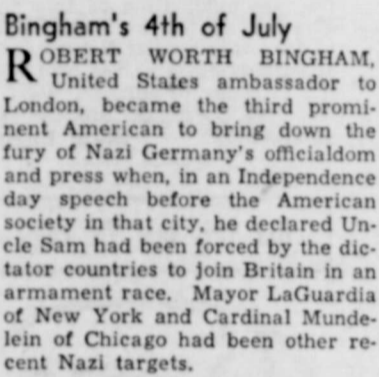 Bingham's 4th of July
ROBERT WORTH BINGHAM,
United States ambassador to
London, became the third promi-
nent American to bring down the
fury of Nazi Germany's officialdom
and press when, in an Independence
day speech before the American
society in that city, he declared Un-
cle Sam had been forced by the dic-
tator countries to join Britain in an
armament race. Mayor LaGuardia
of New York and Cardinal Munde-
lein of Chicago had been other re-
cent Nazi targets.